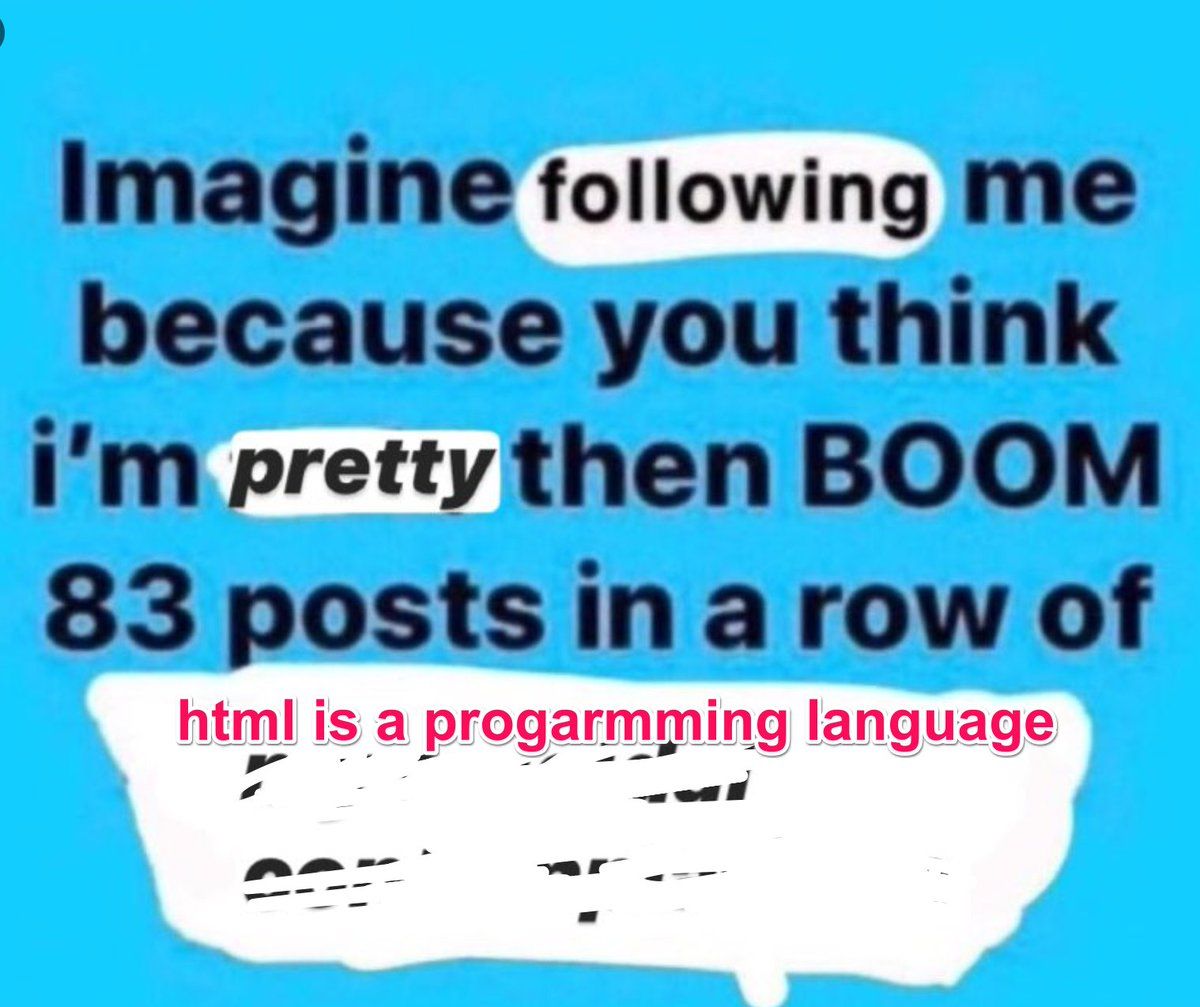 Imagine following me
because you think
i'm pretty then BOOM
83 posts in a row of
html is a progarmming language